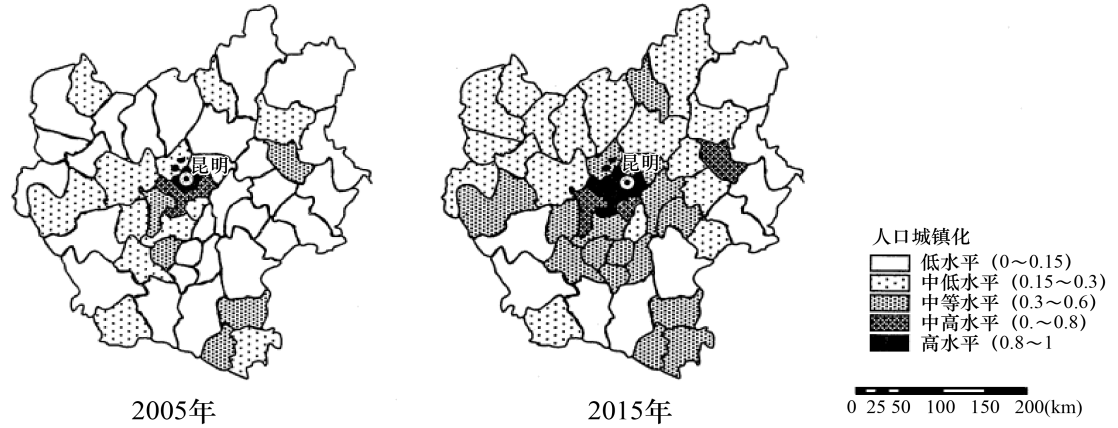 昆明
昆明
人口城镇化
低水平 (0～0.15)
中低水平 (0.15～0.3)
中等水平 (0.3～0.6)
中高水平 (0.～0.8)
高水平 (0.8～1
2005年
2015年
0 25 50 100 150 200(km)